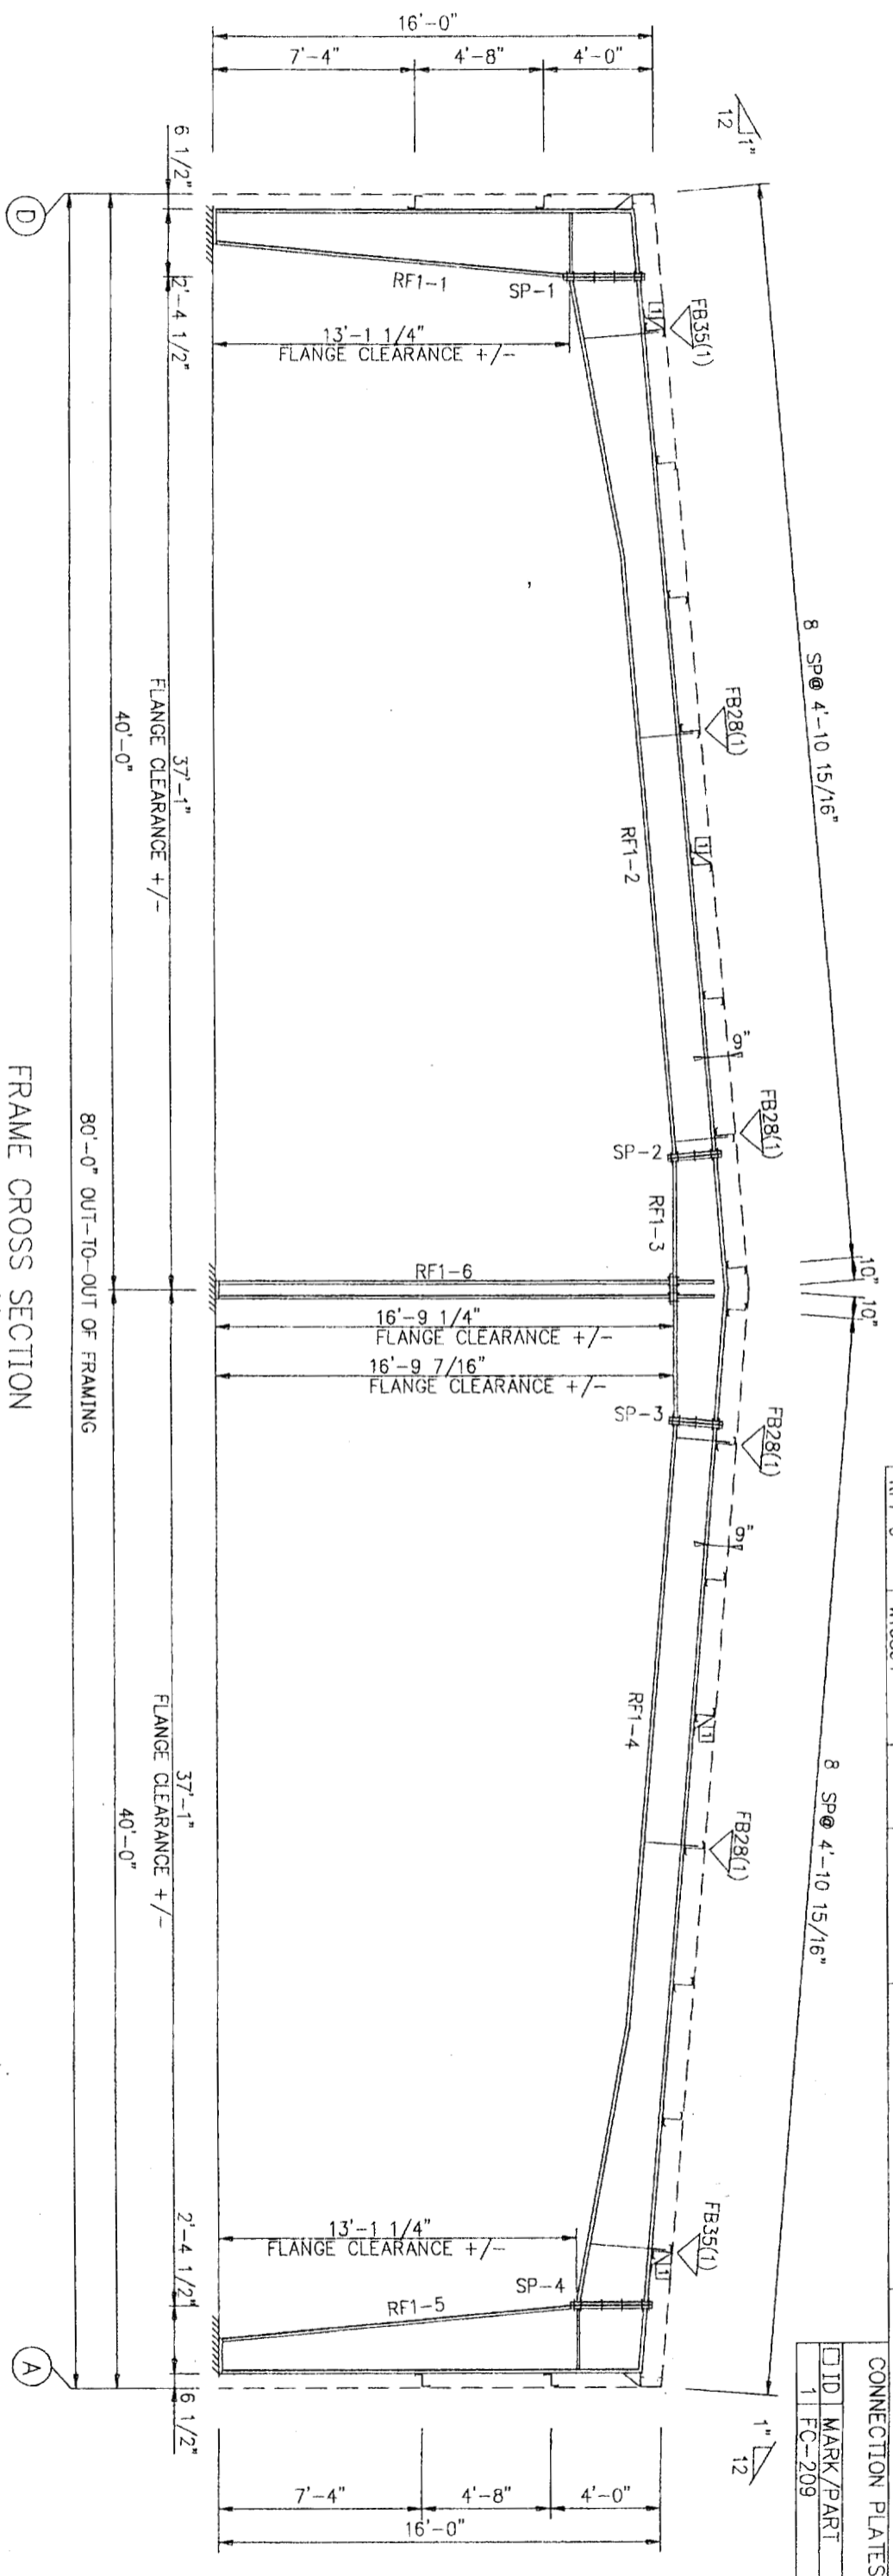 16'-0"
7'-4"
4'-8"
4'-0"
1"
12
6 1/2"
D
2'-4 1/2"
RF1-1
SP-1
13'-1 1/4"
FLANGE CLEARANCE +/-
1
FB35(1)
8 SP@ 4'-10 15/16"
FB28(1)
RF1-2
1
37'-1"
FLANGE CLEARANCE +/-
40'-0"
9"
FB28(1)
SP-2
RF1-3
RF1-6
10"
10"
16'-9 1/4"
FLANGE CLEARANCE +/-
16'-9 7/16"
FLANGE CLEARANCE +/-
80'-0" OUT-TO-OUT OF FRAMING
FRAME CROSS SECTION
SP-3
FB28(1)
9"
1
RF1-4
FB28(1)
8 SP@ 4'-10 15/16"
37'-1"
FLANGE CLEARANCE +/-
40'-0"
13'-1 1/4"
FLANGE CLEARANCE +/-
FB35(1)
1
SP-4
RF1-5
2'-4 1/2"
6 1/2"
A
1"
12
7'-4"
4'-8"
4'-0"
16'-0"
CONNECTION PLATES
ID MARK/PART
1 FC-209